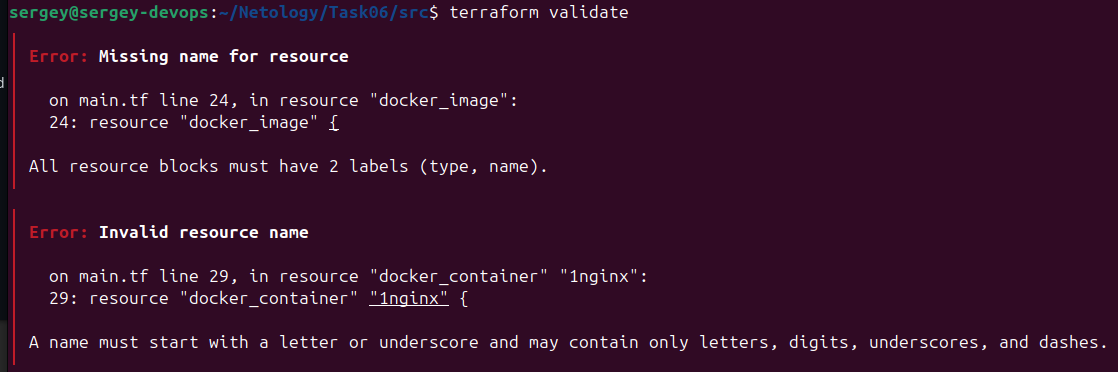 sergey@sergey-devops:~/Netology/Task06/src$ terraform validate
Error: Missing name for resource
on main.tf line 24, in resource "docker_image":
24: resource "docker_image" {
All resource blocks must have 2 labels (type, name).
Error: Invalid resource name
on main.tf line 29, in resource "docker_container" "1nginx":
29: resource "docker_container" "1nginx" {
A name must start with a letter or underscore and may contain only letters, digits, underscores, and dashes.